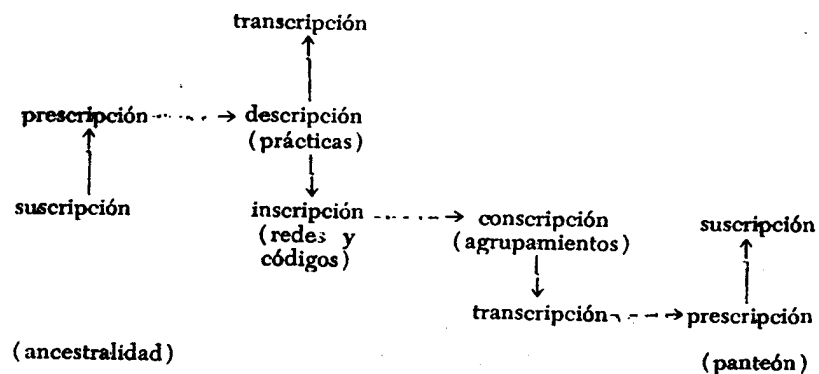 transcripción
prescripción
descripción
(prácticas)
suscripción
inscripción
(redes y
códigos)
conscripción
(agrupamientos)
suscripción
transcripción
prescripción
(ancestralidad)
(panteón)